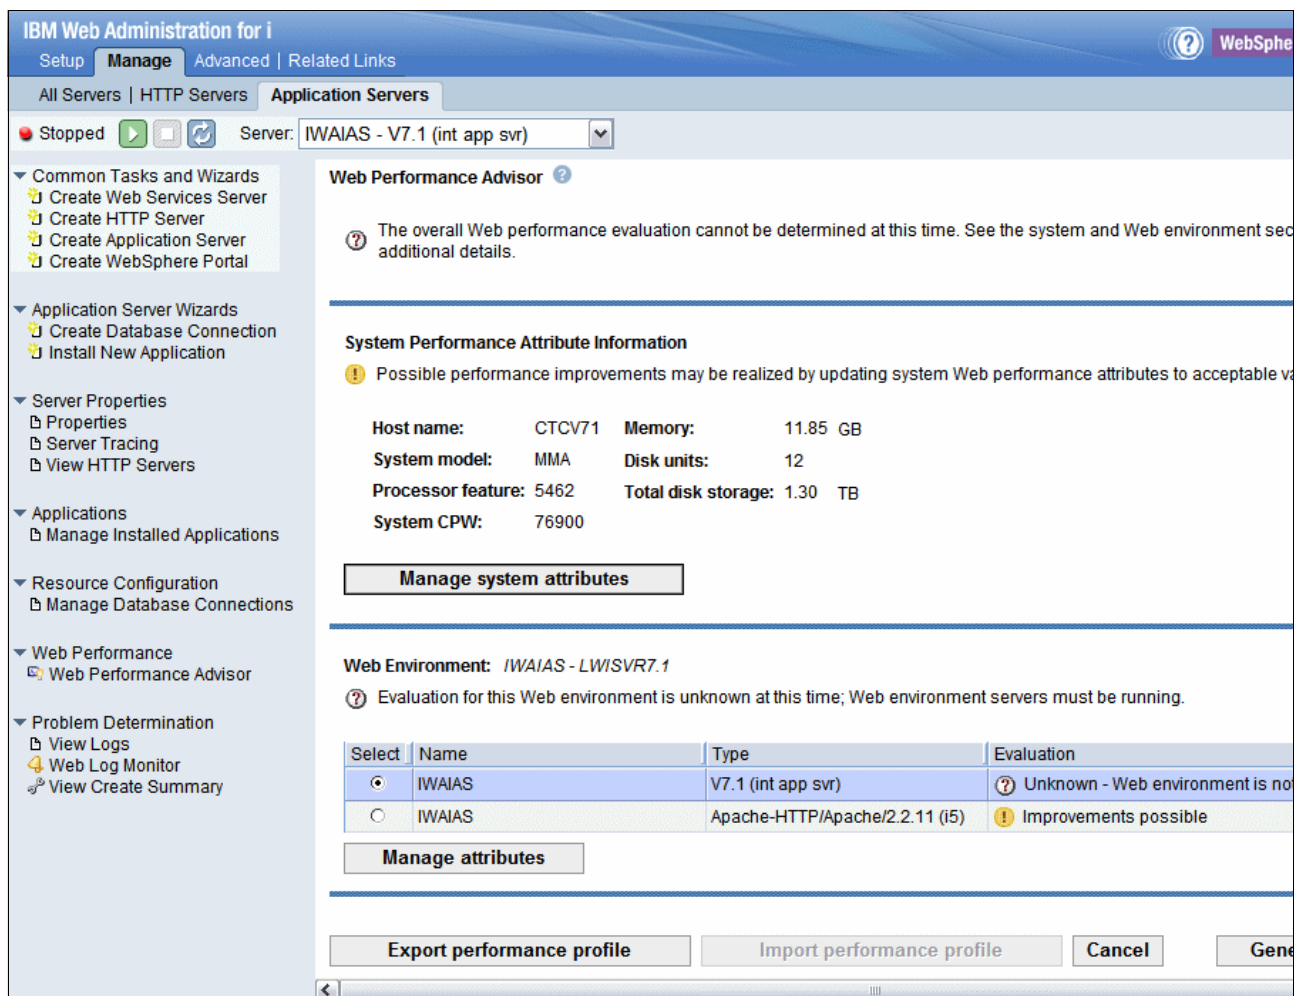 IBM Web Administration for i
WebSphe
Setup Manage Advanced | Related Links
All Servers | HTTP Servers Application Servers
Stopped Server: IWAIAS - V7.1 (int app svr)
Common Tasks and Wizards
Create Web Services Server
Create HTTP Server
Create Application Server
Create WebSphere Portal
Application Server Wizards
Create Database Connection
Install New Application
Server Properties
Properties
Server Tracing
View HTTP Servers
Applications
Manage Installed Applications
Resource Configuration
Manage Database Connections
Web Performance
Web Performance Advisor
Problem Determination
View Logs
Web Log Monitor
View Create Summary
Web Performance Advisor ?
The overall Web performance evaluation cannot be determined at this time. See the system and Web environment sec
additional details.
System Performance Attribute Information
Possible performance improvements may be realized by updating system Web performance attributes to acceptable va
Host name: CTCV71 Memory: 11.85 GB
System model: MMA Disk units: 12
Processor feature: 5462 Total disk storage: 1.30 TB
System CPW: 76900
Manage system attributes
Web Environment: IWAIAS - LWISVR7.1
Evaluation for this Web environment is unknown at this time; Web environment servers must be running.
Select Name Type Evaluation
IWAIAS V7.1 (int app svr) Unknown - Web environment is not
IWAIAS Apache-HTTP/Apache/2.2.11 (i5) Improvements possible
Manage attributes
Export performance profile Import performance profile Cancel Gene